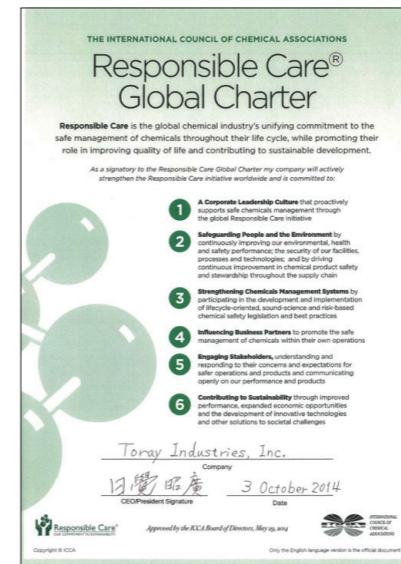 THE INTERNATIONAL COUNCIL OF CHEMICAL ASSOCIATIONS
Responsible Care®
Global Charter
Responsible Care is the global chemical industry's unifying commitment to the
safe management of chemicals throughout their life cycle, while promoting their
role in improving quality of life and contributing to sustainable development.
As a signatory to the Responsible Care Global Charter my company will actively
strengthen the Responsible Care initiative worldwide and is committed to:
1 A Corporate Leadership Culture that proactively
supports safe chemicals management through
the global Responsible Care initiative
2 Safeguarding People and the Environment by
continuously improving our environmental, health
and safety performance; the security of our facilities,
processes and technologies; and by driving
continuous improvement in chemical product safety
and stewardship throughout the supply chain
3 Strengthening Chemicals Management Systems by
participating in the development and implementation
of lifecycle-oriented, sound-science and risk-based
chemical safety legislation and best practices
4 Influencing Business Partners to promote the safe
management of chemicals within their own operations
5 Engaging Stakeholders, understanding and
responding to their concerns and expectations for
safer operations and products and communicating
openly on our performance and products
6 Contributing to Sustainability through improved
performance, expanded economic opportunities
and the development of innovative technologies
and other solutions to societal challenges
Toray Industries, Inc.
Company
日覺 昭廣 3 October 2014
CEO/President Signature Date
Responsible Care®
OUR COMMITMENT TO SUSTAINABILITY
Approved by the ICCA Board of Directors, May 29, 2014
INTERNATIONAL
COUNCIL OF
CHEMICAL
ASSOCIATIONS
Copyright © ICCA Only the English language version is the official document